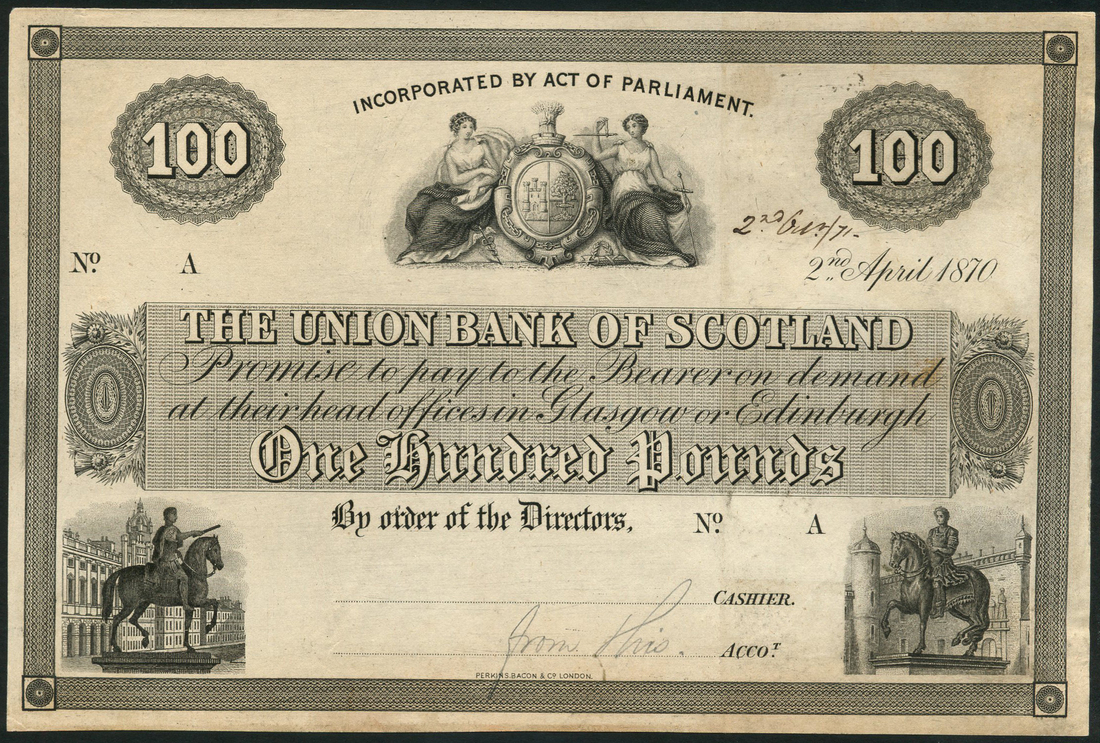 INCORPORATED BY ACT OF PARLIAMENT.
100
100
2nd
2nd April 1870
No. A
THE UNION BANK OF SCOTLAND
Promise to pay to the Bearer on demand
at their head offices in Glasgow or Edinburgh
One Hundred Pounds
By order of the Directors,
No. A
CASHIER.
from this.
ACCOT.
PERKINS, BACON & CO LONDON.